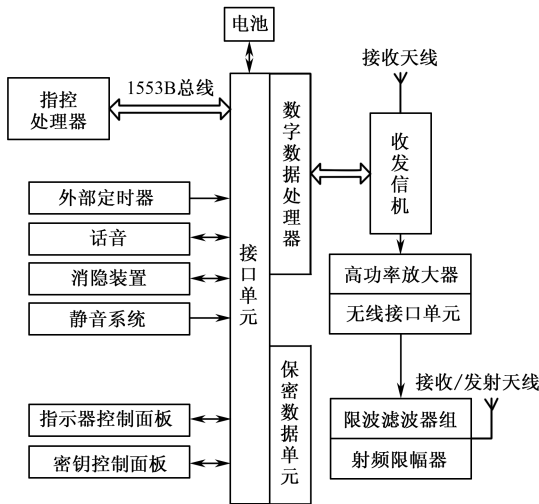 电池
1553B总线
接收天线
指控
处理器
数字数据处理器
收发信机
外部定时器
话音
消隐装置
静音系统
接口单元
高功率放大器
无线接口单元
保密数据单元
接收/发射天线
指示器控制面板
密钥控制面板
限波滤波器组
射频限幅器